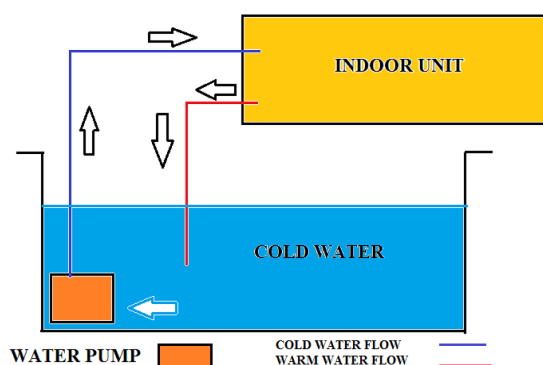 INDOOR UNIT
COLD WATER
WATER PUMP
COLD WATER FLOW
WARM WATER FLOW